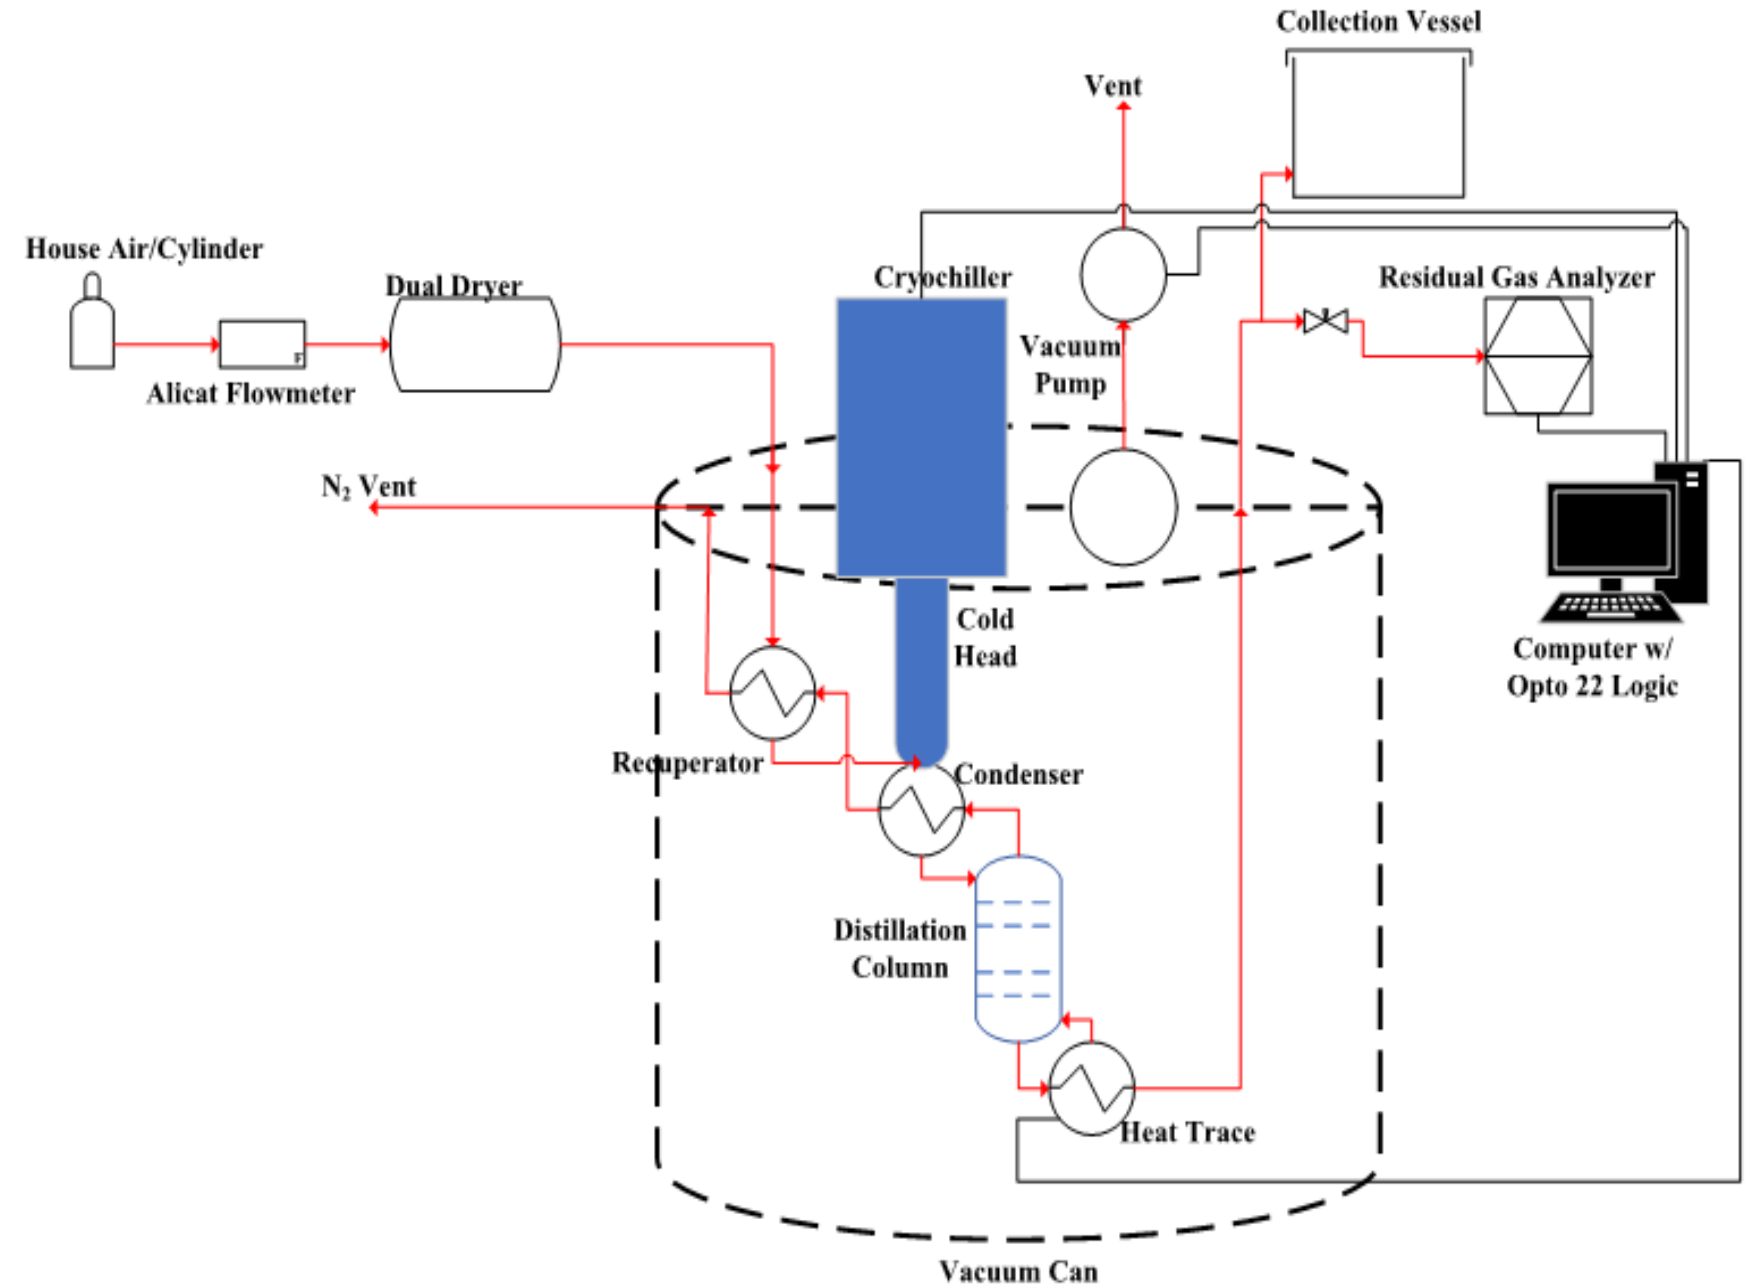 Collection Vessel
Vent
House Air/Cylinder
Dual Dryer
Cryochiller
Residual Gas Analyzer
F
Alicat Flowmeter
Vacuum
Pump
N₂ Vent
Cold
Head
Computer w/
Opto 22 Logic
Recuperator
Condenser
Distillation
Column
Heat Trace
Vacuum Can